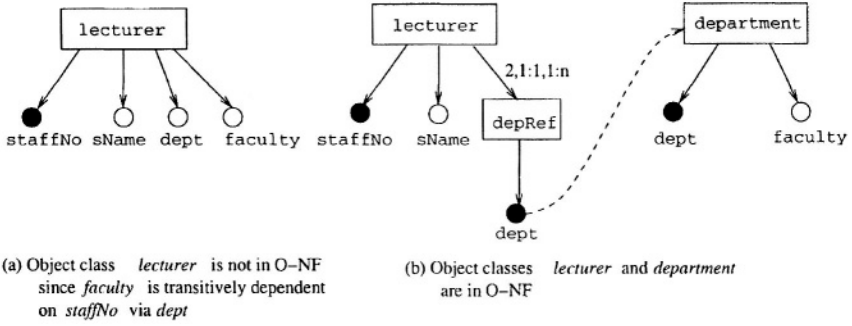 lecturer
staffNo sName dept faculty
lecturer
2,1:1,1:n
staffNo sName depRef
dept
department
dept faculty
(a) Object class lecturer is not in O–NF
since faculty is transitively dependent
on staffNo via dept
(b) Object classes lecturer and department
are in O–NF